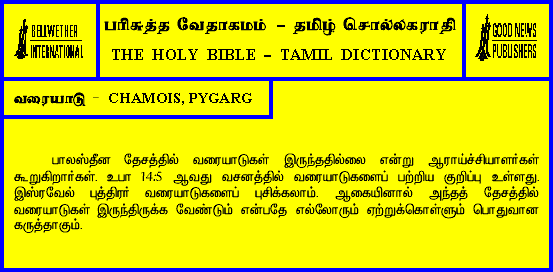 BELLWETHER
INTERNATIONAL
பரிசுத்த வேதாகமம் - தமிழ் சொல்லகராதி
THE HOLY BIBLE - TAMIL DICTIONARY
GOOD NEWS
PUBLISHERS
வரையாடு - CHAMOIS, PYGARG
பாலஸ்தீன தேசத்தில் வரையாடுகள் இருந்ததில்லை என்று ஆராய்ச்சியாளர்கள்
கூறுகிறார்கள். உபா 14:5 ஆவது வசனத்தில் வரையாடுகளைப் பற்றிய குறிப்பு உள்ளது.
இஸ்ரவேல் புத்திரர் வரையாடுகளைப் புசிக்கலாம். ஆகையினால் அந்தத் தேசத்தில்
வரையாடுகள் இருந்திருக்க வேண்டும் என்பதே எல்லோரும் ஏற்றுக்கொள்ளும் பொதுவான
கருத்தாகும்.